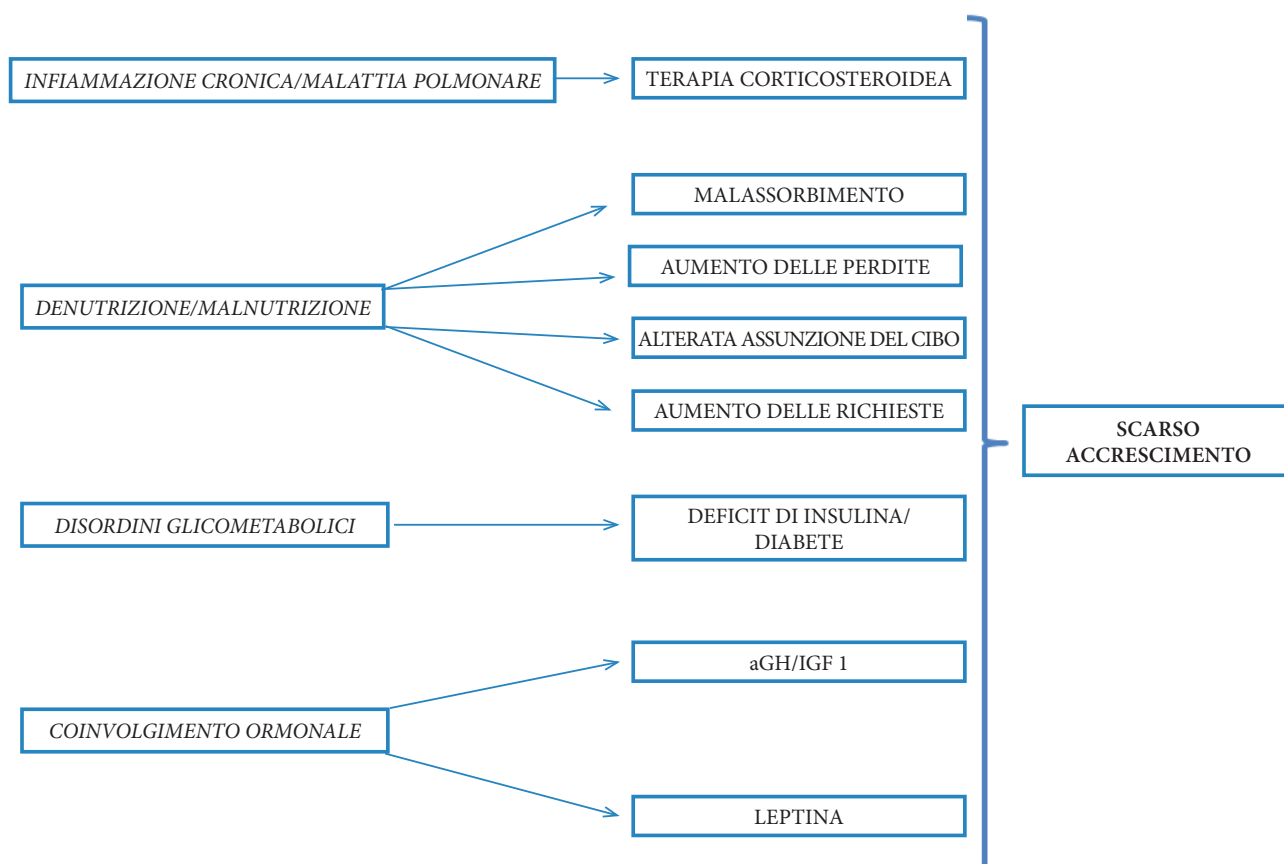 INFIAMMAZIONE CRONICA/MALATTIA POLMONARE
TERAPIA CORTICOSTEROIDEA
DENUTRIZIONE/MALNUTRIZIONE
MALASSORBIMENTO
AUMENTO DELLE PERDITE
ALTERATA ASSUNZIONE DEL CIBO
AUMENTO DELLE RICHIESTE
DISORDINI GLICOMETABOLICI
DEFICIT DI INSULINA/
DIABETE
COINVOLGIMENTO ORMONALE
aGH/IGF 1
LEPTINA
SCARSO
ACCRESCIMENTO